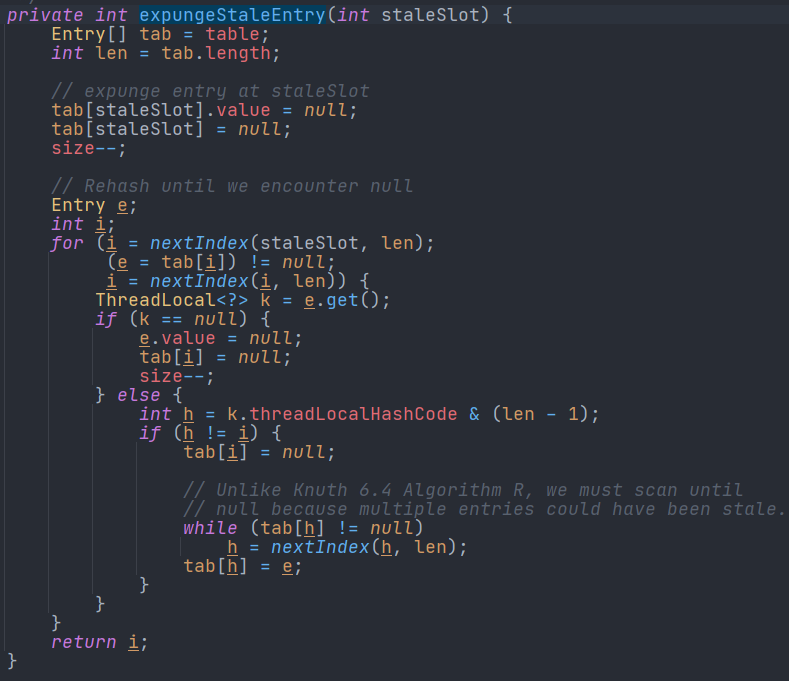 private int expungeStaleEntry(int staleSlot) {
    Entry[] tab = table;
    int len = tab.length;

    // expunge entry at staleSlot
    tab[staleSlot].value = null;
    tab[staleSlot] = null;
    size--;

    // Rehash until we encounter null
    Entry e;
    int i;
    for (i = nextIndex(staleSlot, len);
         (e = tab[i]) != null;
         i = nextIndex(i, len)) {
        ThreadLocal<?> k = e.get();
        if (k == null) {
            e.value = null;
            tab[i] = null;
            size--;
        } else {
            int h = k.threadLocalHashCode & (len - 1);
            if (h != i) {
                tab[i] = null;

                // Unlike Knuth 6.4 Algorithm R, we must scan until
                // null because multiple entries could have been stale.
                while (tab[h] != null)
                    h = nextIndex(h, len);
                tab[h] = e;
            }
        }
    }
    return i;
}